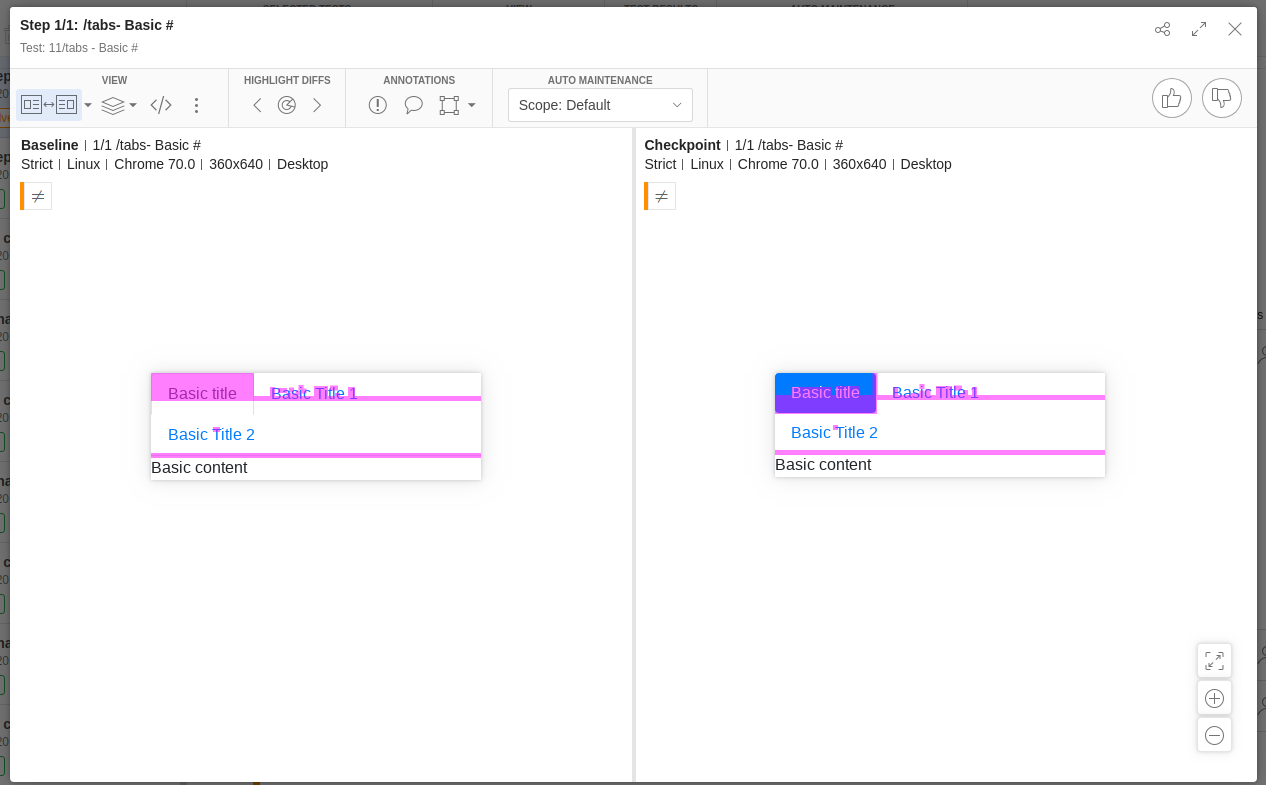 Step 1/1: /tabs- Basic #
Test: 11/tabs - Basic #
VIEW
HIGHLIGHT DIFFS
ANNOTATIONS
AUTO MAINTENANCE
Scope: Default
Baseline | 1/1 /tabs- Basic #
Strict | Linux | Chrome 70.0 | 360x640 | Desktop
≠
Basic title
Basic Title 1
Basic Title 2
Basic content
Checkpoint | 1/1 /tabs- Basic #
Strict | Linux | Chrome 70.0 | 360x640 | Desktop
≠
Basic title
Basic Title 1
Basic Title 2
Basic content